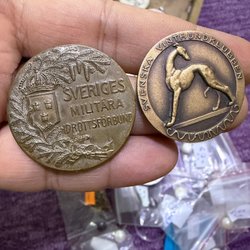 SVERIGES
MILITÄRA
IDROTTSFÖRBUND
SVENSKA VINTHUNDKLUBBEN